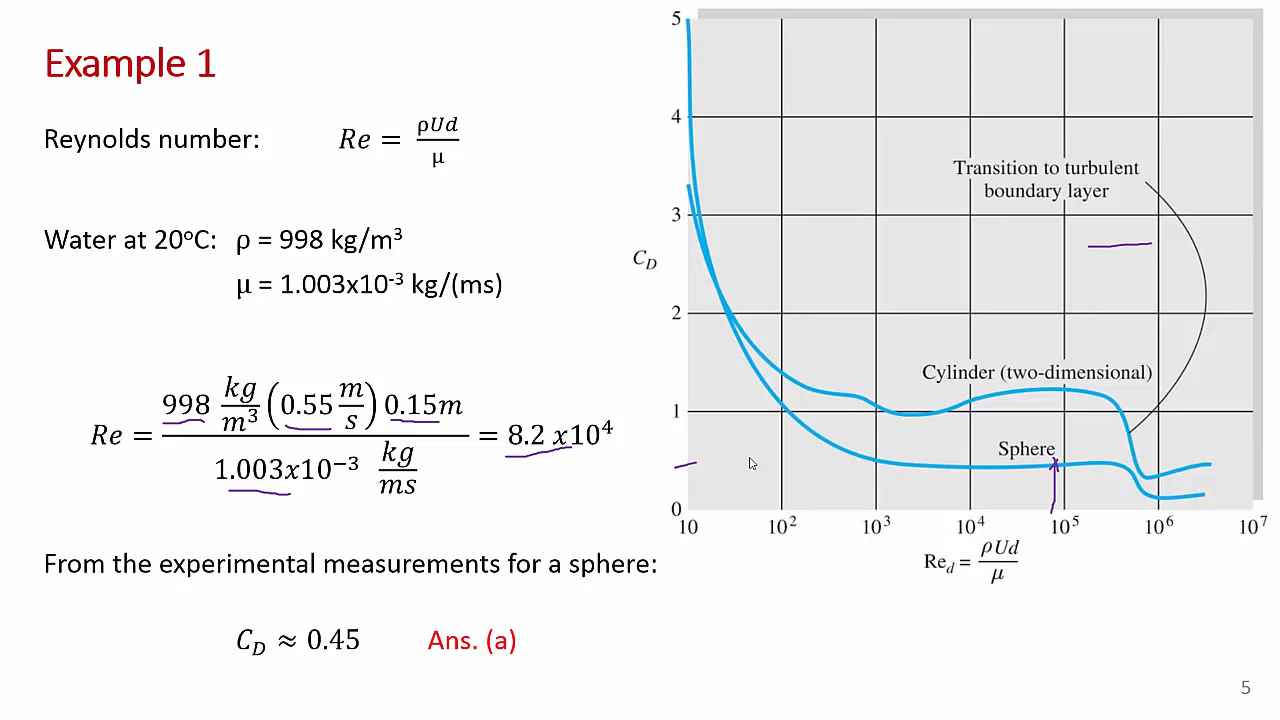 Example 1
Reynolds number: Re = ρUd / μ
Water at 20°C: ρ = 998 kg/m³
μ = 1.003x10⁻³ kg/(ms)
Re = 998 kg/m³ (0.55 m/s) 0.15m / 1.003x10⁻³ kg/ms = 8.2 x10⁴
From the experimental measurements for a sphere:
C_D ≈ 0.45 Ans. (a)
5
4
3
2
1
0
C_D
Transition to turbulent
boundary layer
Cylinder (two-dimensional)
Sphere
10 10² 10³ 10⁴ 10⁵ 10⁶ 10⁷
Re_d = ρUd / μ
5